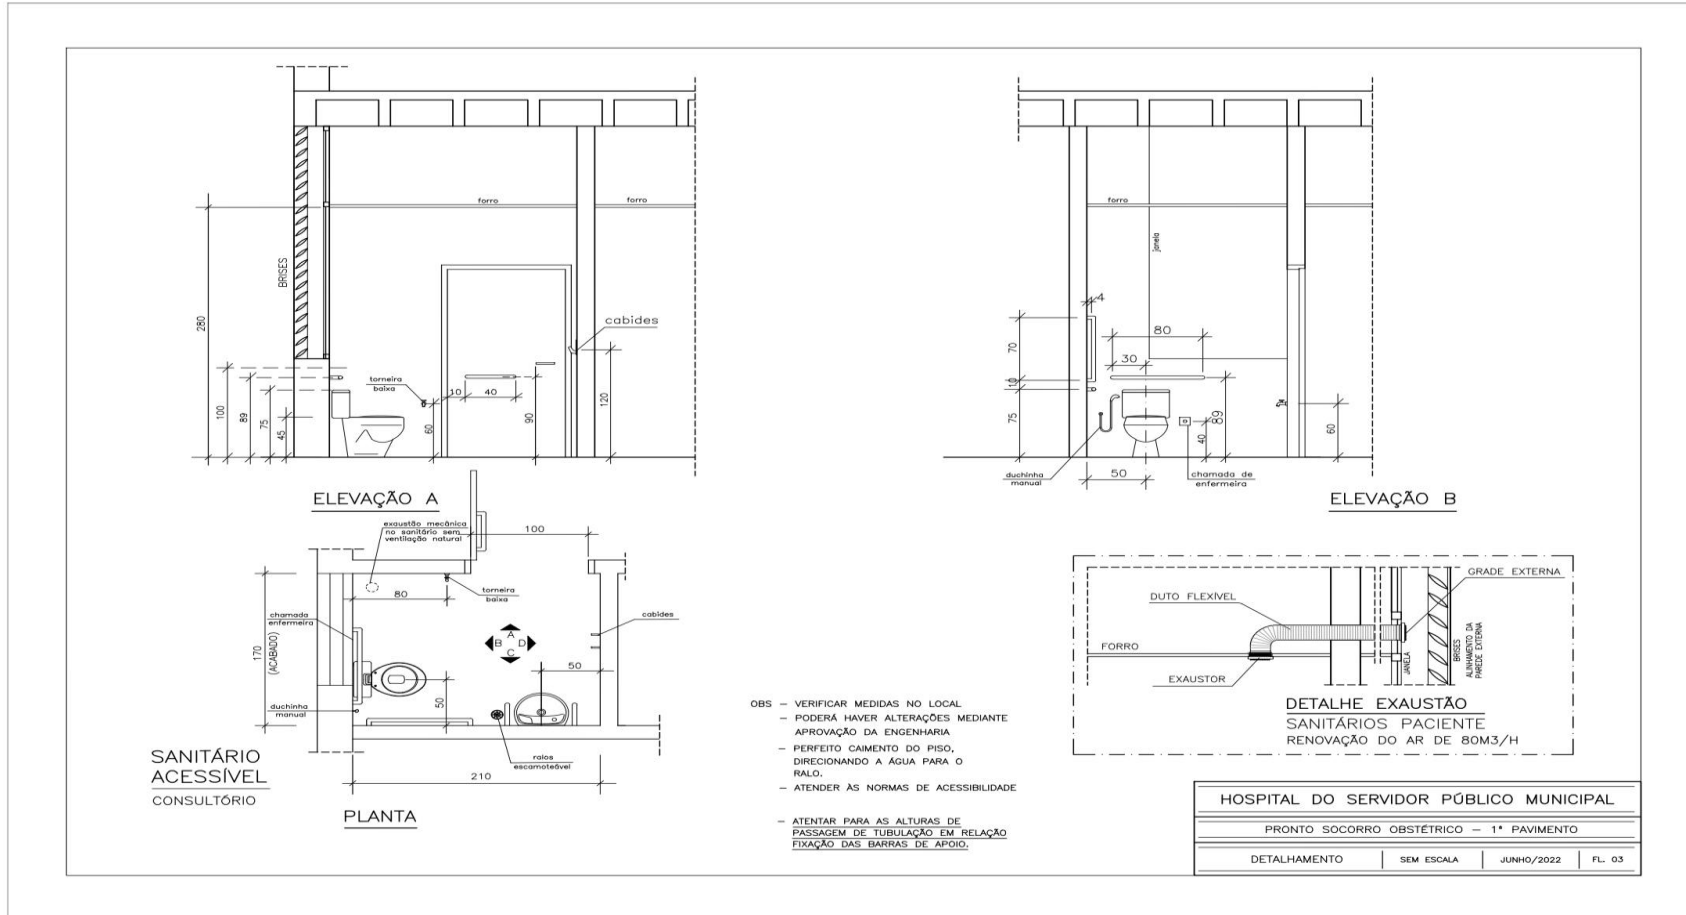 forro
forro
BRISES
280
cabides
torneira
baixa
10
40
100
89
75
45
60
90
120
ELEVAÇÃO A
forro
janela
4
80
30
70
10
75
89
40
60
duchinha
manual
50
chamada de
enfermeira
ELEVAÇÃO B
exaustão mecânica
no sanitário sem
ventilação natural
100
80
torneira
baixa
chamada
enfermeira
cabides
170
(ACABADO)
A
B
D
C
50
50
duchinha
manual
ralos
escamoteável
210
SANITÁRIO
ACESSÍVEL
CONSULTÓRIO
PLANTA
OBS – VERIFICAR MEDIDAS NO LOCAL
– PODERÁ HAVER ALTERAÇÕES MEDIANTE
APROVAÇÃO DA ENGENHARIA
– PERFEITO CAIMENTO DO PISO,
DIRECIONANDO A ÁGUA PARA O
RALO.
– ATENDER ÀS NORMAS DE ACESSIBILIDADE
– ATENTAR PARA AS ALTURAS DE
PASSAGEM DE TUBULAÇÃO EM RELAÇÃO
FIXAÇÃO DAS BARRAS DE APOIO.
GRADE EXTERNA
DUTO FLEXÍVEL
FORRO
EXAUSTOR
JANELA
BRISES
ALINHAMENTO DA
PAREDE EXTERNA
DETALHE EXAUSTÃO
SANITÁRIOS PACIENTE
RENOVAÇÃO DO AR DE 80M3/H
HOSPITAL DO SERVIDOR PÚBLICO MUNICIPAL
PRONTO SOCORRO OBSTÉTRICO – 1º PAVIMENTO
DETALHAMENTO
SEM ESCALA
JUNHO/2022
FL. 03